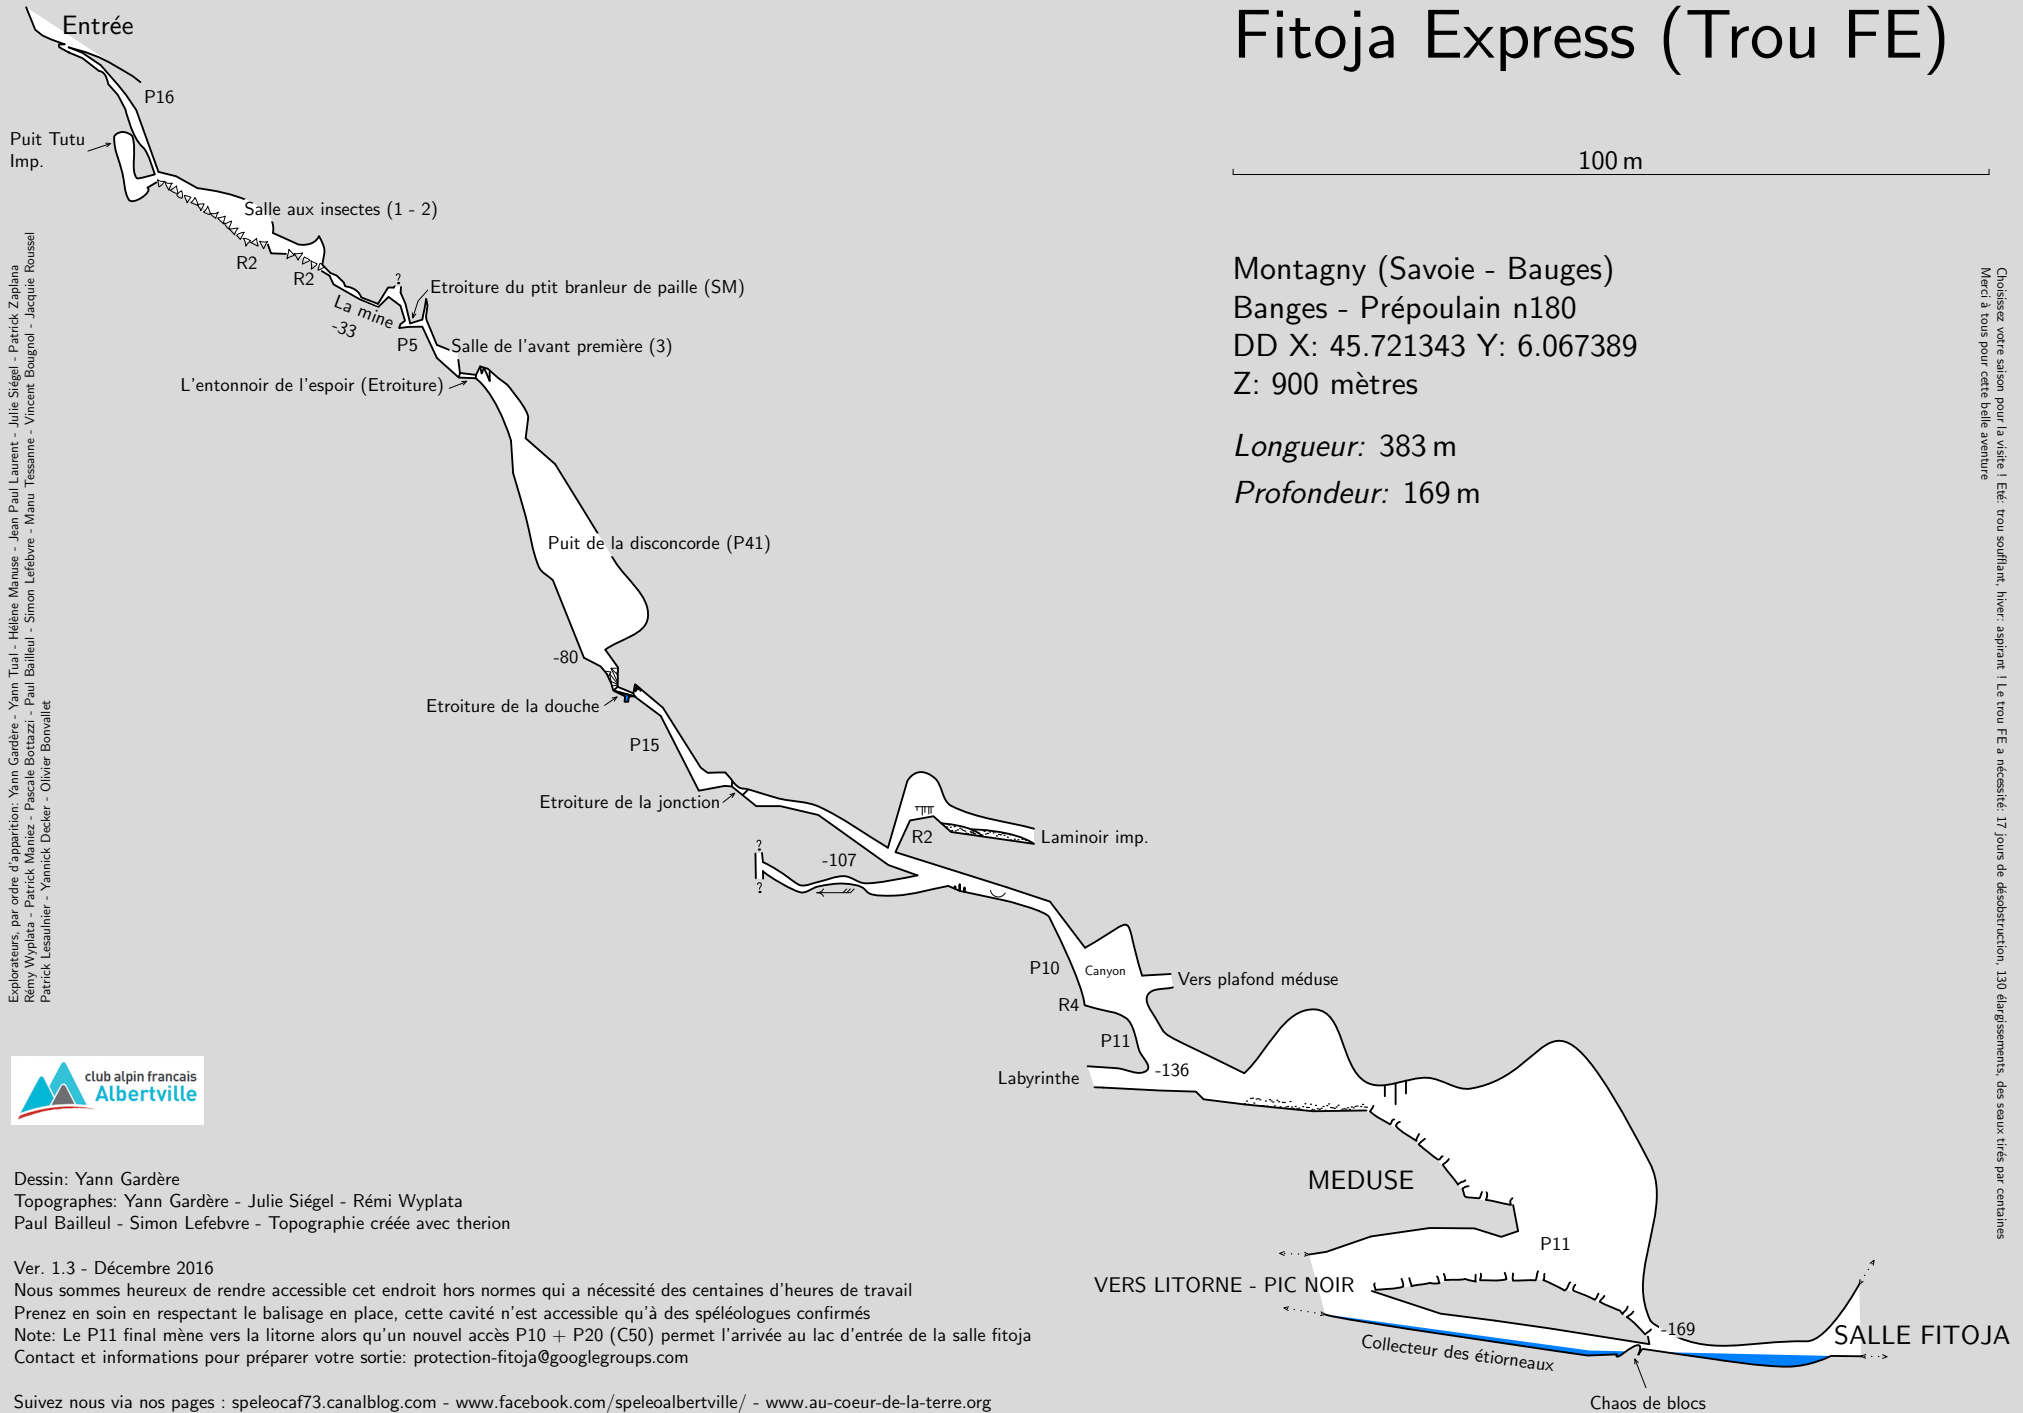 Fitoja Express (Trou FE)
100 m
Montagny (Savoie - Bauges)
Banges - Prépoulain n180
DD X: 45.721343 Y: 6.067389
Z: 900 mètres
Longueur: 383 m
Profondeur: 169 m
Entrée
P16
Puit Tutu
Imp.
Salle aux insectes (1 - 2)
R2
R2
?
Etroiture du ptit branleur de paille (SM)
La mine
-33
P5
Salle de l'avant première (3)
L'entonnoir de l'espoir (Etroiture)
Puit de la disconcorde (P41)
-80
Etroiture de la douche
P15
Etroiture de la jonction
R2
Laminoir imp.
?
-107
?
P10
Canyon
Vers plafond méduse
R4
P11
-136
Labyrinthe
MEDUSE
P11
VERS LITORNE - PIC NOIR
-169
SALLE FITOJA
Collecteur des étiorneaux
Chaos de blocs
Explorateurs, par ordre d'apparition: Yann Gardère - Yann Tual - Hélène Manuse - Jean Paul Laurent - Julie Siégel - Patrick Zaplana
Rémy Wyplata - Patrick Maniez - Pascale Bottazzi - Paul Bailleul - Simon Lefebvre - Manu Tessanne - Vincent Bougnol - Jacquie Roussel
Patrick Lesaulnier - Yannick Decker - Olivier Bonvallet
Choisissez votre saison pour la visite ! Eté: trou soufflant, hiver: aspirant ! Le trou FE a nécessité: 17 jours de désobstruction, 130 élargissements, des seaux tirés par centaines
Merci à tous pour cette belle aventure
club alpin francais
Albertville
Dessin: Yann Gardère
Topographes: Yann Gardère - Julie Siégel - Rémi Wyplata
Paul Bailleul - Simon Lefebvre - Topographie créée avec therion
Ver. 1.3 - Décembre 2016
Nous sommes heureux de rendre accessible cet endroit hors normes qui a nécessité des centaines d'heures de travail
Prenez en soin en respectant le balisage en place, cette cavité n'est accessible qu'à des spéléologues confirmés
Note: Le P11 final mène vers la litorne alors qu'un nouvel accès P10 + P20 (C50) permet l'arrivée au lac d'entrée de la salle fitoja
Contact et informations pour préparer votre sortie: protection-fitoja@googlegroups.com
Suivez nous via nos pages : speleocaf73.canalblog.com - www.facebook.com/speleoalbertville/ - www.au-coeur-de-la-terre.org